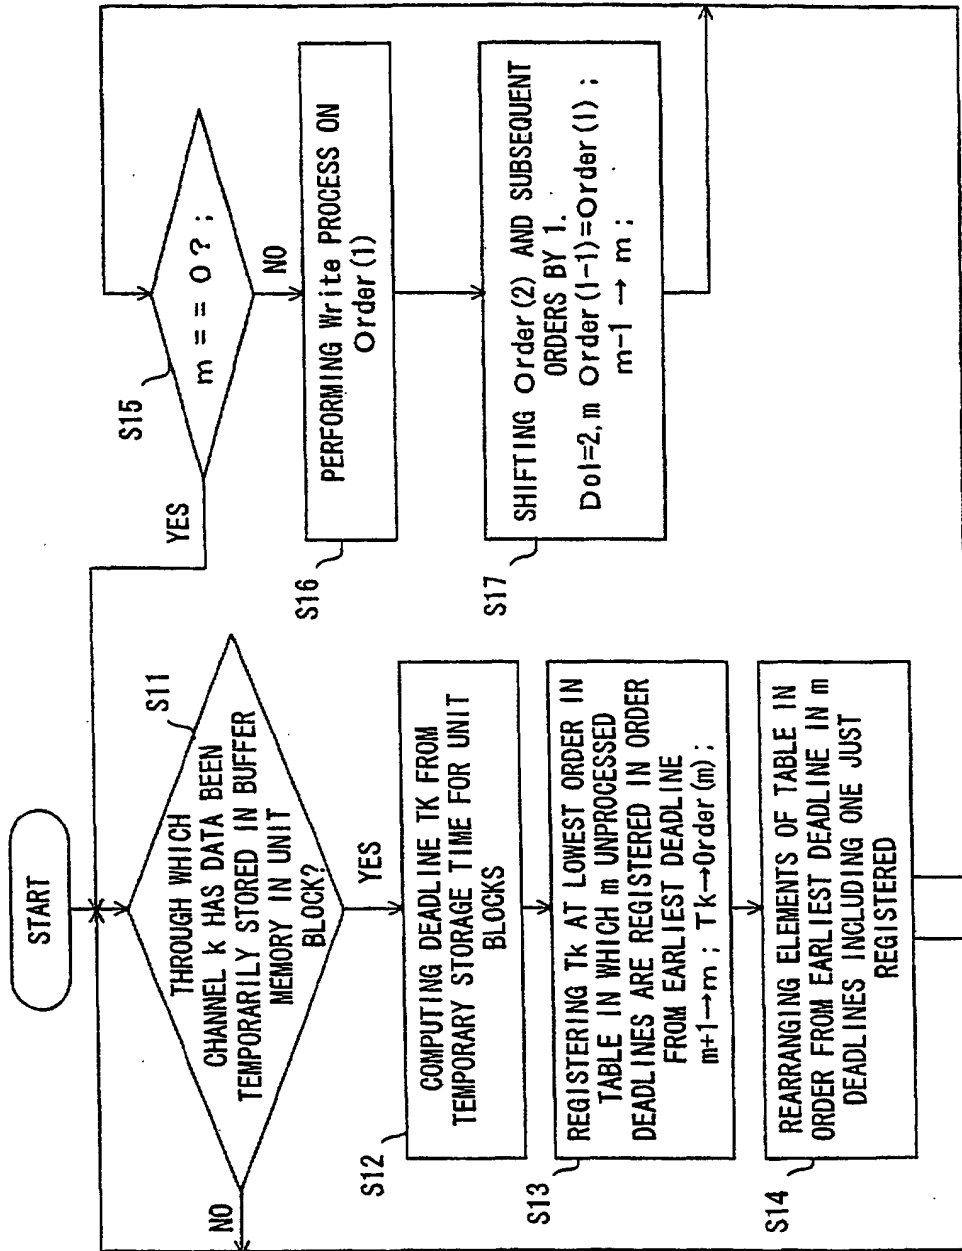 START
S11
THROUGH WHICH
CHANNEL k HAS DATA BEEN
TEMPORARILY STORED IN BUFFER
MEMORY IN UNIT
BLOCK?
NO
YES
S12
COMPUTING DEADLINE TK FROM
TEMPORARY STORAGE TIME FOR UNIT
BLOCKS
S13
REGISTERING Tk AT LOWEST ORDER IN
TABLE IN WHICH m UNPROCESSED
DEADLINES ARE REGISTERED IN ORDER
FROM EARLIEST DEADLINE
m+1→m; Tk→Order(m);
S14
REARRANGING ELEMENTS OF TABLE IN
ORDER FROM EARLIEST DEADLINE IN m
DEADLINES INCLUDING ONE JUST
REGISTERED
S15
m==0?;
YES
NO
S16
PERFORMING Write PROCESS ON
Order(1)
S17
SHIFTING Order(2) AND SUBSEQUENT
ORDERS BY 1.
Dol=2,m Order(l-1)=Order(l);
m-1→m;